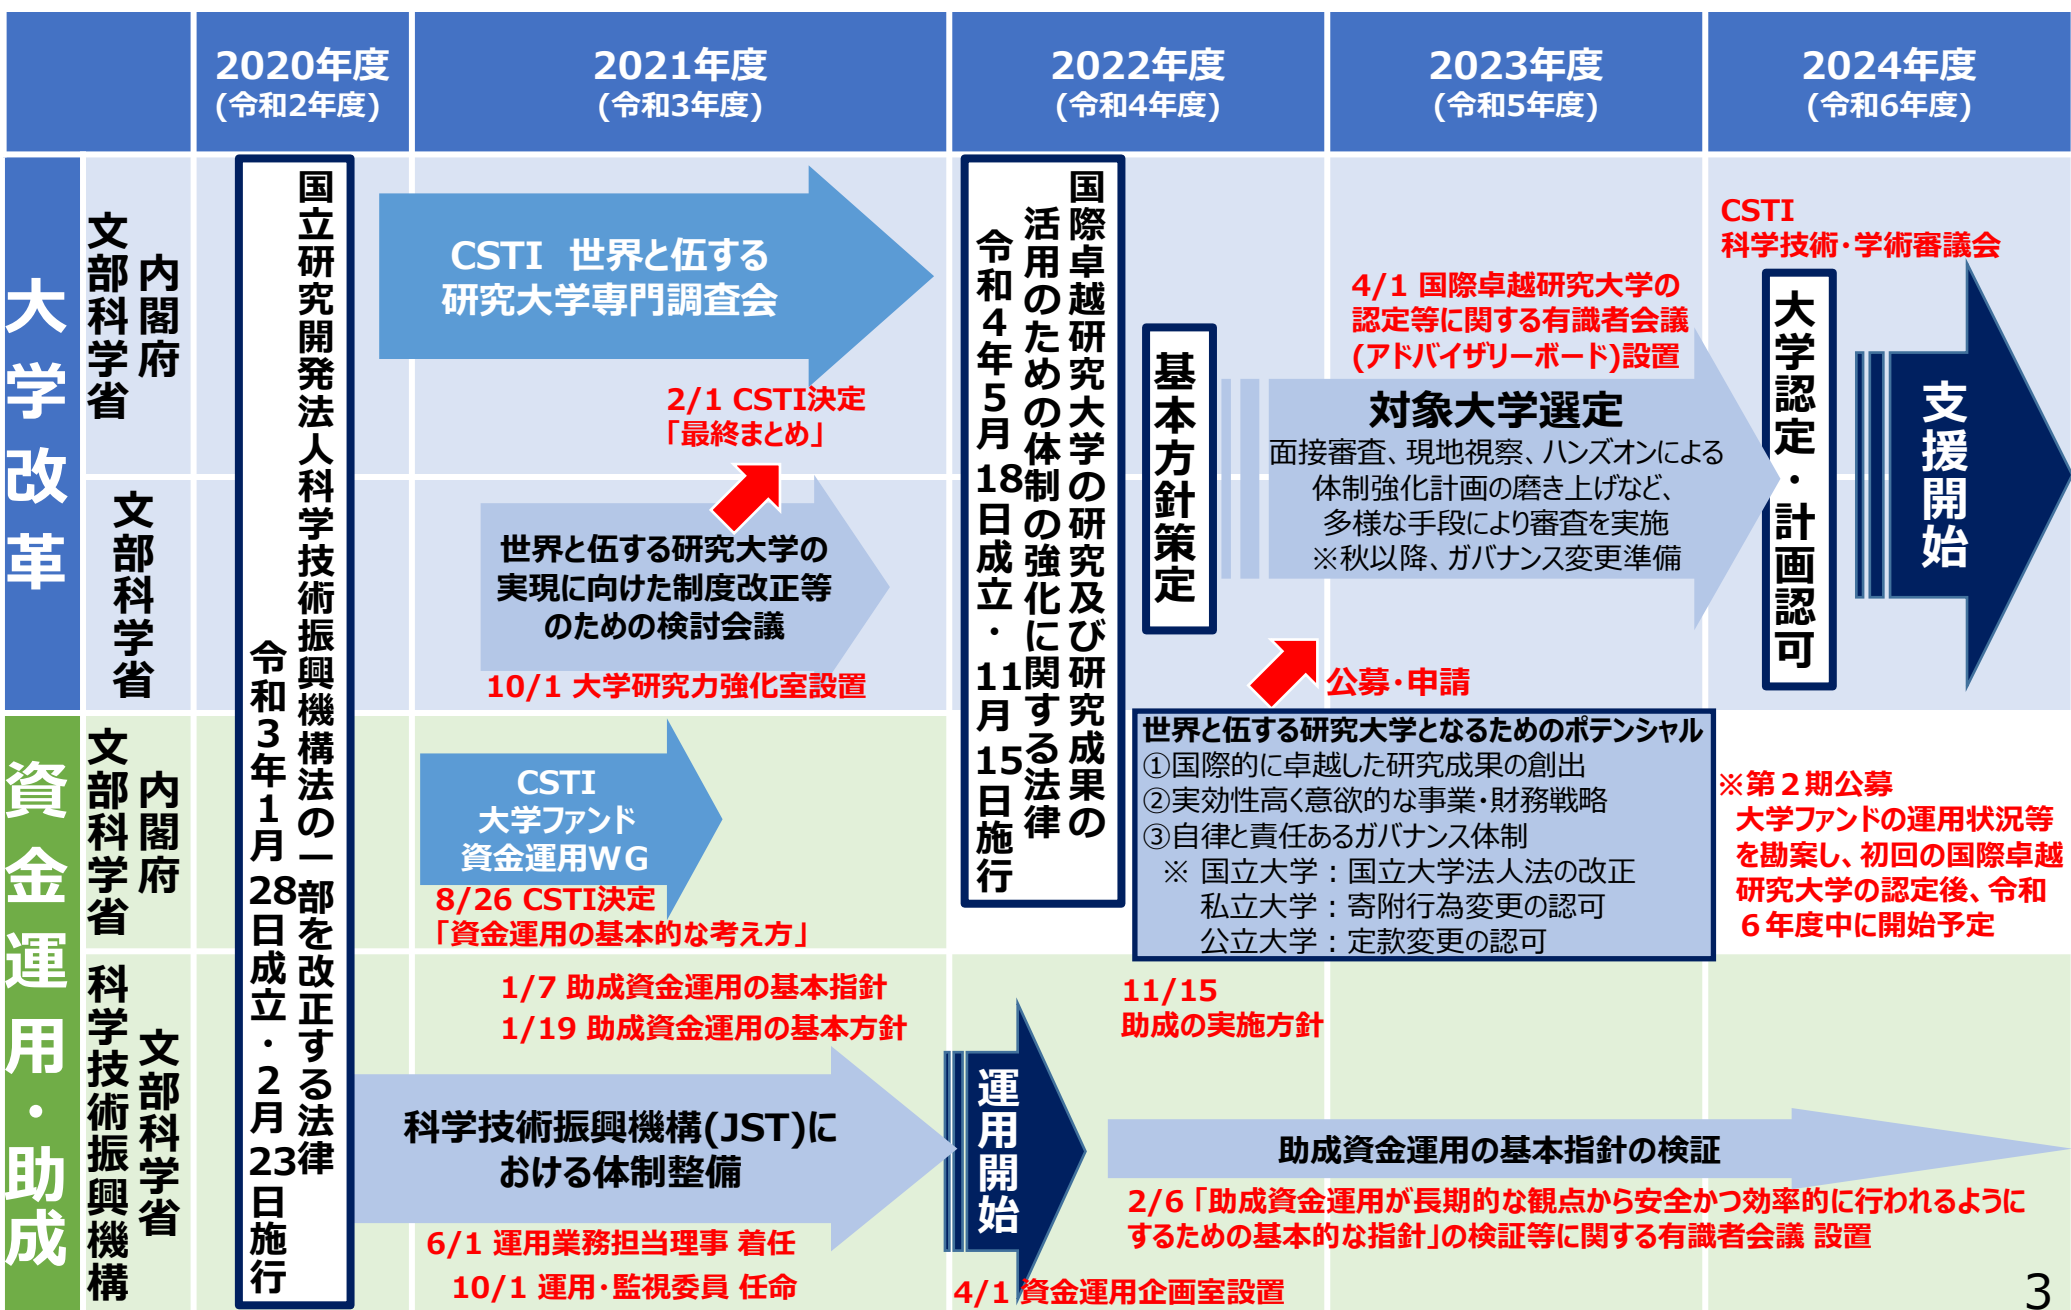 2020年度
(令和2年度)
2021年度
(令和3年度)
2022年度
(令和4年度)
2023年度
(令和5年度)
2024年度
(令和6年度)
大学改革
内閣府
文部科学省
文部科学省
国立研究開発法人科学技術振興機構法の一部を改正する法律
令和3年1月28日成立・2月23日施行
CSTI 世界と伍する
研究大学専門調査会
2/1 CSTI決定
「最終まとめ」
世界と伍する研究大学の
実現に向けた制度改正等
のための検討会議
10/1 大学研究力強化室設置
国際卓越研究大学の研究及び研究成果の
活用のための体制の強化に関する法律
令和4年5月18日成立・11月15日施行
基本方針策定
4/1 国際卓越研究大学の
認定等に関する有識者会議
(アドバイザリーボード)設置
対象大学選定
面接審査、現地視察、ハンズオンによる
体制強化計画の磨き上げなど、
多様な手段により審査を実施
※秋以降、ガバナンス変更準備
公募・申請
CSTI
科学技術・学術審議会
大学認定・計画認可
支援開始
資金運用・助成
内閣府
文部科学省
文部科学省
科学技術振興機構
CSTI
大学ファンド
資金運用WG
8/26 CSTI決定
「資金運用の基本的な考え方」
世界と伍する研究大学となるためのポテンシャル
①国際的に卓越した研究成果の創出
②実効性高く意欲的な事業・財務戦略
③自律と責任あるガバナンス体制
※ 国立大学：国立大学法人法の改正
私立大学：寄附行為変更の認可
公立大学：定款変更の認可
※第２期公募
大学ファンドの運用状況等
を勘案し、初回の国際卓越
研究大学の認定後、令和
６年度中に開始予定
1/7 助成資金運用の基本指針
1/19 助成資金運用の基本方針
11/15
助成の実施方針
科学技術振興機構(JST)に
おける体制整備
運用開始
助成資金運用の基本指針の検証
2/6 「助成資金運用が長期的な観点から安全かつ効率的に行われるように
するための基本的な指針」の検証等に関する有識者会議 設置
6/1 運用業務担当理事 着任
10/1 運用・監視委員 任命
4/1 資金運用企画室設置
3